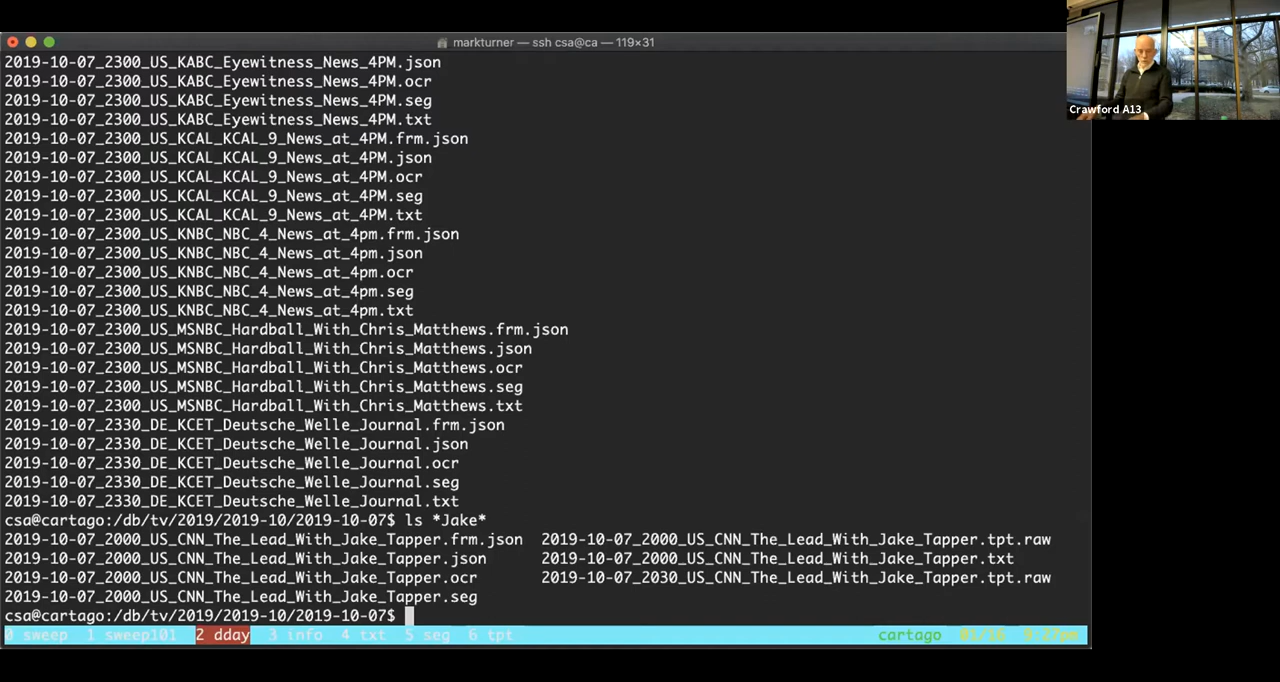 markturner — ssh csa@ca — 119×31
Crawford A13
2019-10-07_2300_US_KABC_Eyewitness_News_4PM.json
2019-10-07_2300_US_KABC_Eyewitness_News_4PM.ocr
2019-10-07_2300_US_KABC_Eyewitness_News_4PM.seg
2019-10-07_2300_US_KABC_Eyewitness_News_4PM.txt
2019-10-07_2300_US_KCAL_KCAL_9_News_at_4PM.frm.json
2019-10-07_2300_US_KCAL_KCAL_9_News_at_4PM.json
2019-10-07_2300_US_KCAL_KCAL_9_News_at_4PM.ocr
2019-10-07_2300_US_KCAL_KCAL_9_News_at_4PM.seg
2019-10-07_2300_US_KCAL_KCAL_9_News_at_4PM.txt
2019-10-07_2300_US_KNBC_NBC_4_News_at_4pm.frm.json
2019-10-07_2300_US_KNBC_NBC_4_News_at_4pm.json
2019-10-07_2300_US_KNBC_NBC_4_News_at_4pm.ocr
2019-10-07_2300_US_KNBC_NBC_4_News_at_4pm.seg
2019-10-07_2300_US_KNBC_NBC_4_News_at_4pm.txt
2019-10-07_2300_US_MSNBC_Hardball_With_Chris_Matthews.frm.json
2019-10-07_2300_US_MSNBC_Hardball_With_Chris_Matthews.json
2019-10-07_2300_US_MSNBC_Hardball_With_Chris_Matthews.ocr
2019-10-07_2300_US_MSNBC_Hardball_With_Chris_Matthews.seg
2019-10-07_2300_US_MSNBC_Hardball_With_Chris_Matthews.txt
2019-10-07_2330_DE_KCET_Deutsche_Welle_Journal.frm.json
2019-10-07_2330_DE_KCET_Deutsche_Welle_Journal.json
2019-10-07_2330_DE_KCET_Deutsche_Welle_Journal.ocr
2019-10-07_2330_DE_KCET_Deutsche_Welle_Journal.seg
2019-10-07_2330_DE_KCET_Deutsche_Welle_Journal.txt
csa@cartago:/db/tv/2019/2019-10/2019-10-07$ ls *Jake*
2019-10-07_2000_US_CNN_The_Lead_With_Jake_Tapper.frm.json 2019-10-07_2000_US_CNN_The_Lead_With_Jake_Tapper.tpt.raw
2019-10-07_2000_US_CNN_The_Lead_With_Jake_Tapper.json 2019-10-07_2000_US_CNN_The_Lead_With_Jake_Tapper.txt
2019-10-07_2000_US_CNN_The_Lead_With_Jake_Tapper.ocr 2019-10-07_2030_US_CNN_The_Lead_With_Jake_Tapper.tpt.raw
2019-10-07_2000_US_CNN_The_Lead_With_Jake_Tapper.seg
csa@cartago:/db/tv/2019/2019-10/2019-10-07$
0 sweep 1 sweep101 2 dday 3 info 4 txt 5 seg 6 tpt cartago 01/16 9:27pm